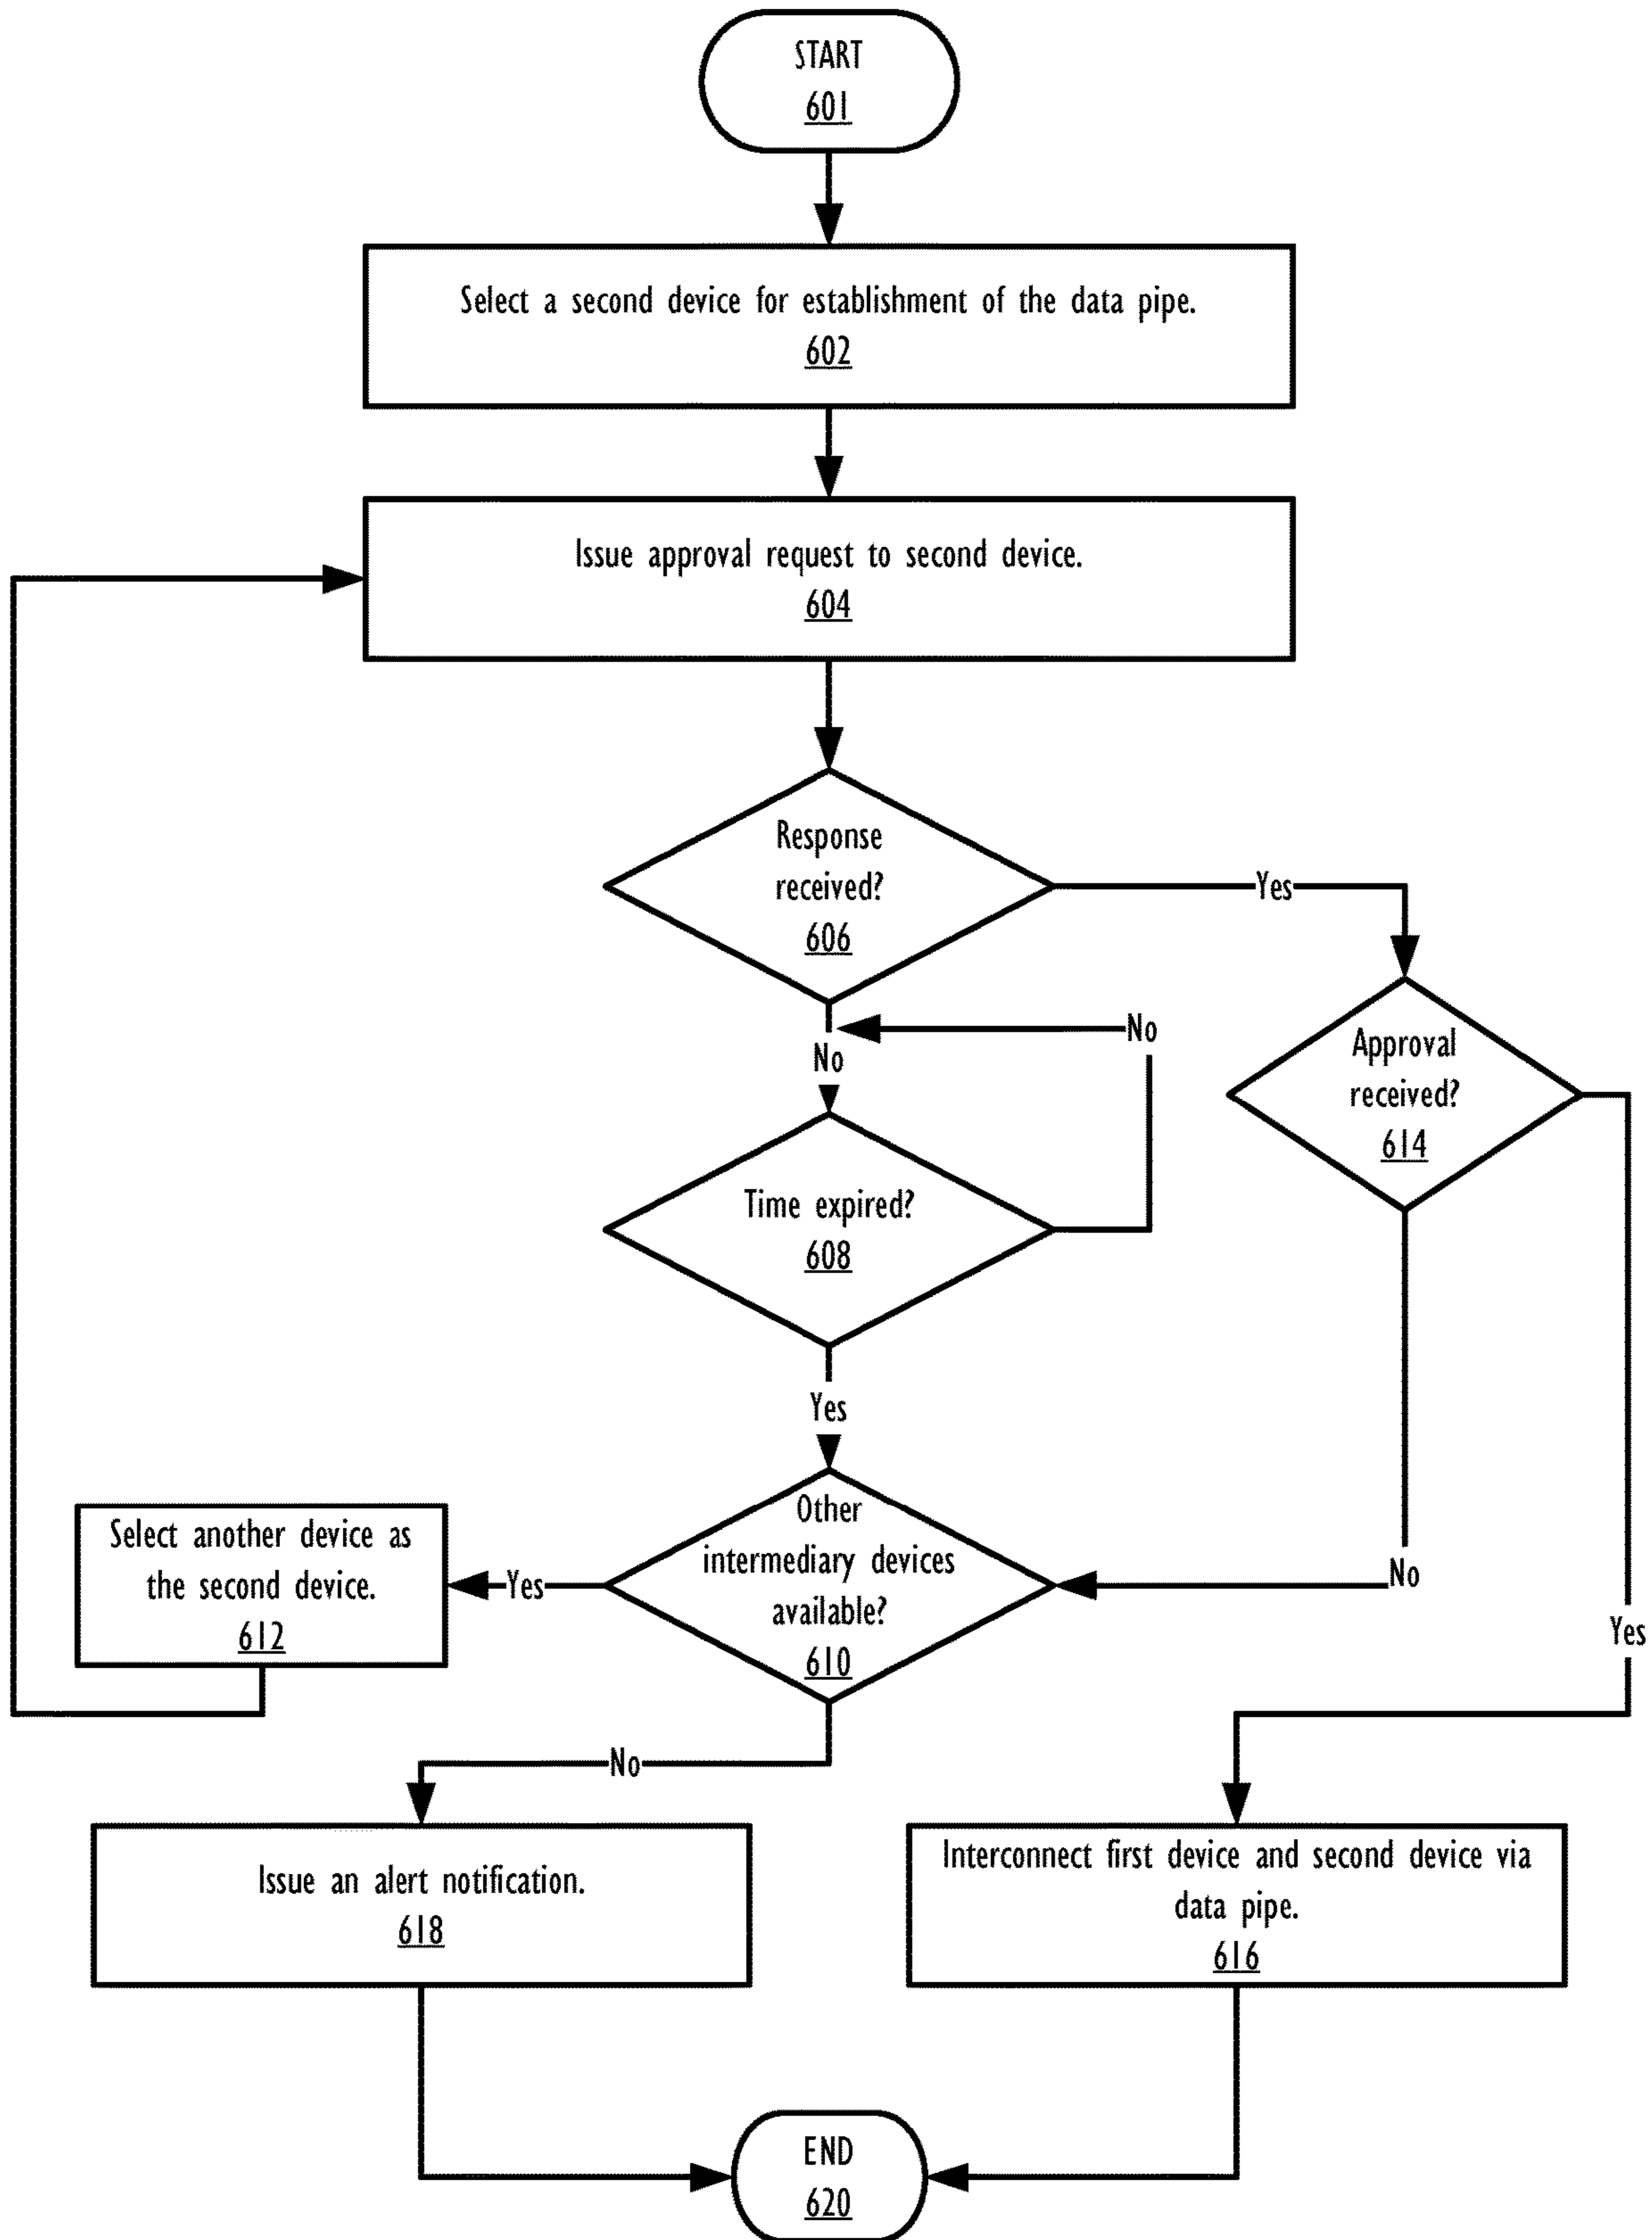 START
601
Select a second device for establishment of the data pipe.
602
Issue approval request to second device.
604
Response
received?
606
Yes
No
No
Approval
received?
614
Time expired?
608
Yes
Other
intermediary devices
available?
610
Yes
Select another device as
the second device.
612
No
Yes
No
Issue an alert notification.
618
Interconnect first device and second device via
data pipe.
616
END
620